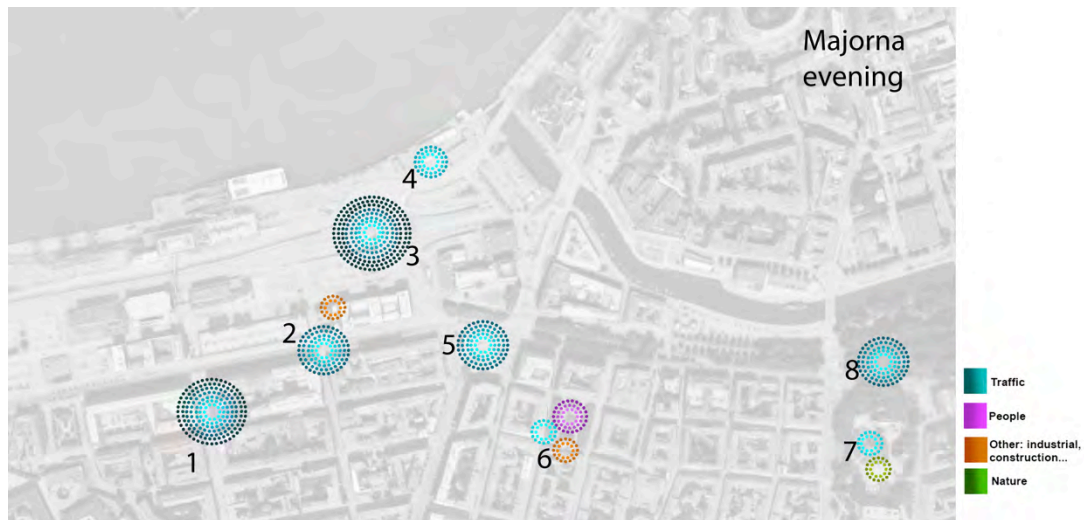 Majorna
evening
4
3
2
5
8
1
6
7
Traffic
People
Other: industrial,
construction...
Nature